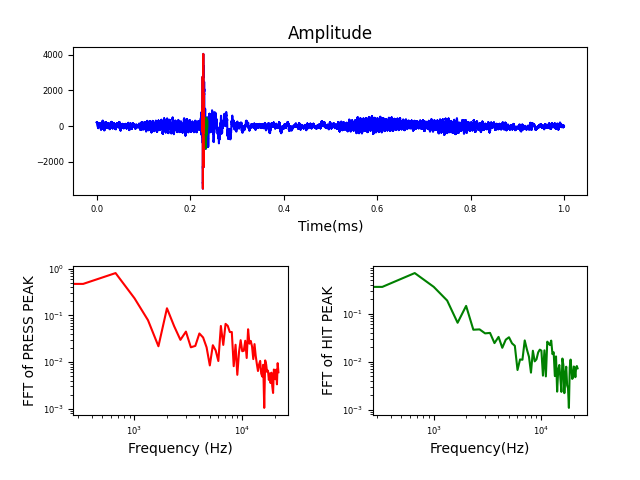 Amplitude
4000
2000
0
−2000
0.0 0.2 0.4 0.6 0.8 1.0
Time(ms)
FFT of PRESS PEAK
10⁰
10⁻¹
10⁻²
10⁻³
10³ 10⁴
Frequency (Hz)
FFT of HIT PEAK
10⁻¹
10⁻²
10⁻³
10³ 10⁴
Frequency(Hz)